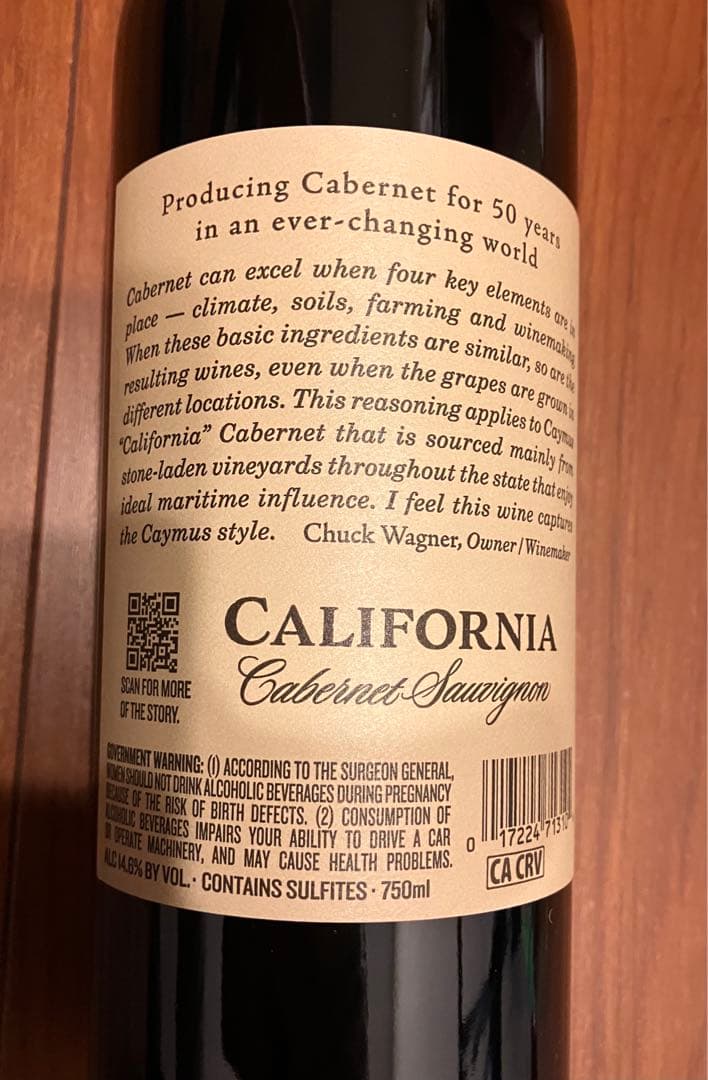 Producing Cabernet for 50 years
in an ever-changing world
Cabernet can excel when four key elements are in
place — climate, soils, farming and winemaking.
When these basic ingredients are similar, so are the
resulting wines, even when the grapes are grown in
different locations. This reasoning applies to Caymus
“California” Cabernet that is sourced mainly from
stone-laden vineyards throughout the state that enjoy
ideal maritime influence. I feel this wine captures
the Caymus style. Chuck Wagner, Owner/Winemaker
CALIFORNIA
Cabernet Sauvignon
SCAN FOR MORE
OF THE STORY.
GOVERNMENT WARNING: (1) ACCORDING TO THE SURGEON GENERAL,
WOMEN SHOULD NOT DRINK ALCOHOLIC BEVERAGES DURING PREGNANCY
BECAUSE OF THE RISK OF BIRTH DEFECTS. (2) CONSUMPTION OF
ALCOHOLIC BEVERAGES IMPAIRS YOUR ABILITY TO DRIVE A CAR
OR OPERATE MACHINERY, AND MAY CAUSE HEALTH PROBLEMS.
ALC 14.6% BY VOL. · CONTAINS SULFITES · 750ml
0 17224 71310
CA CRV